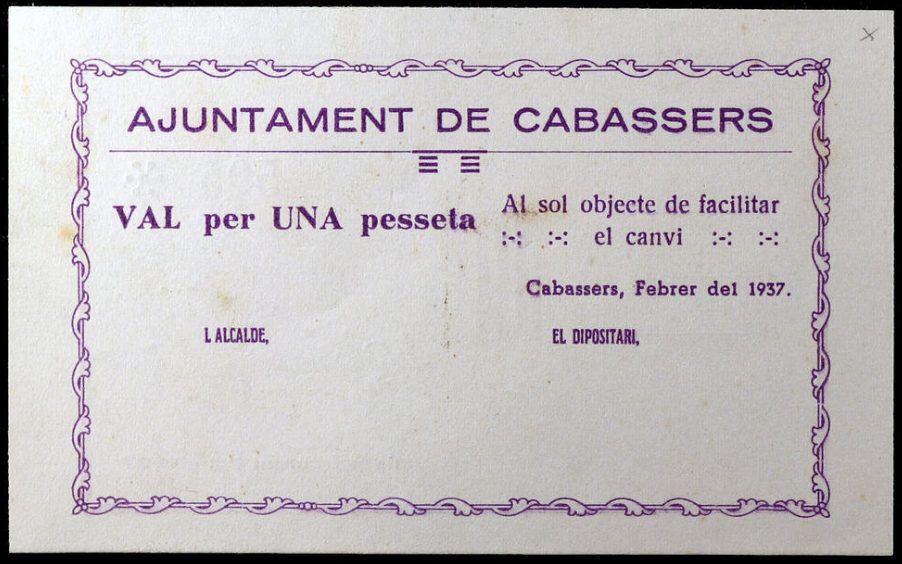 AJUNTAMENT DE CABASSERS
VAL per UNA pesseta
Al sol objecte de facilitar
:-: :-: el canvi :-: :-:
Cabassers, Febrer del 1937.
L ALCALDE,
EL DIPOSITARI,